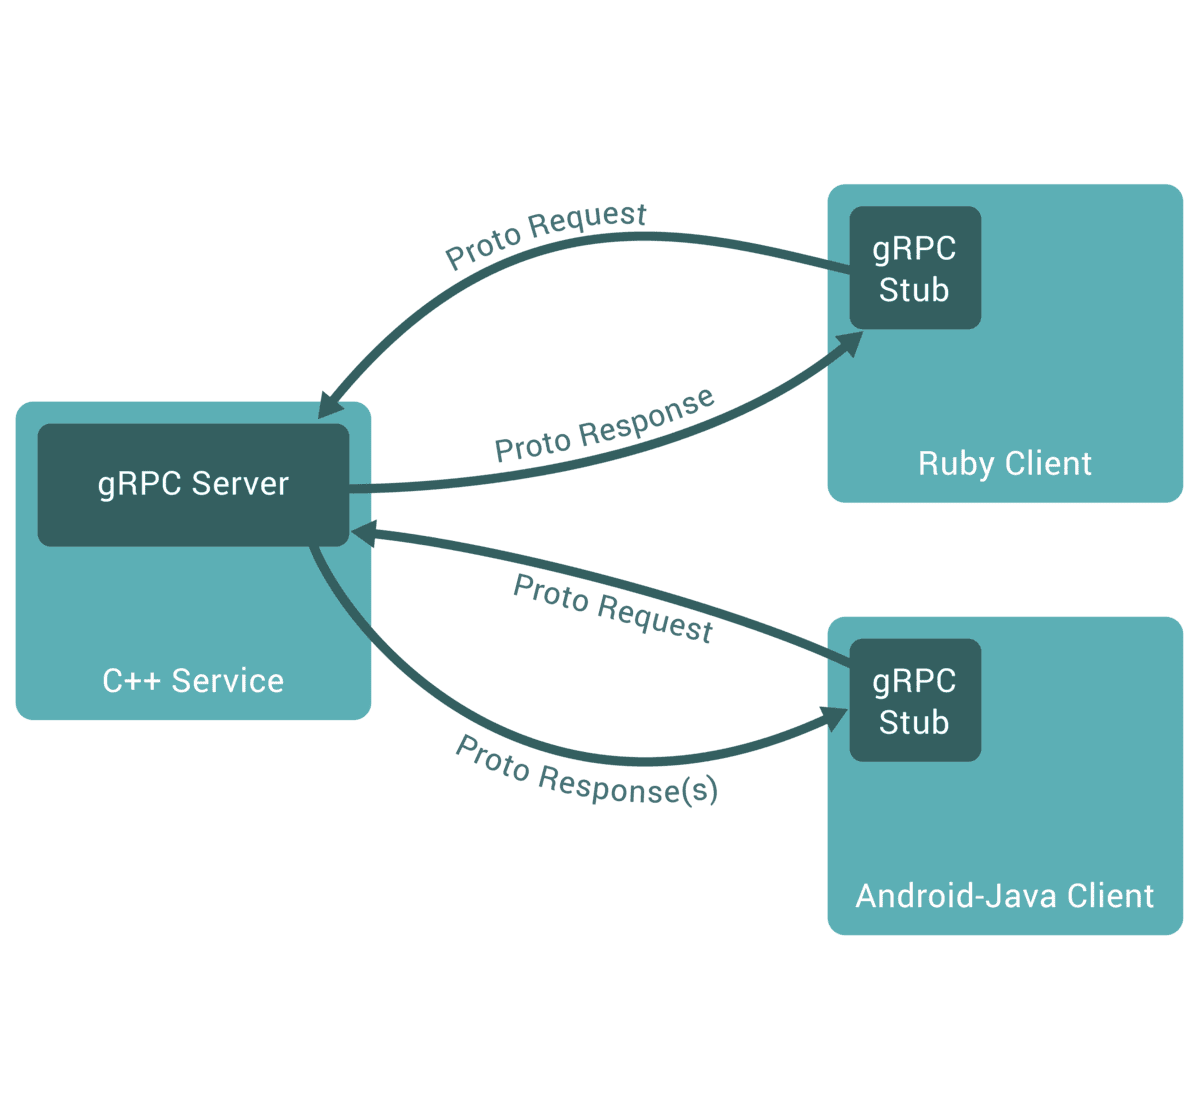 Proto Request
gRPC
Stub
Proto Response
Ruby Client
gRPC Server
C++ Service
Proto Request
gRPC
Stub
Proto Response(s)
Android-Java Client